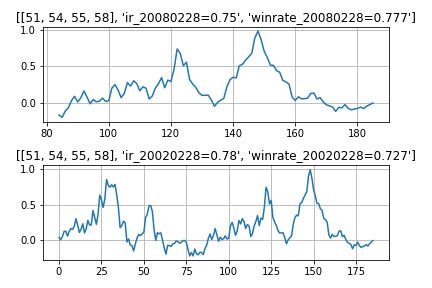 [[51, 54, 55, 58], 'ir_20080228=0.75', 'winrate_20080228=0.777']
1.0
0.5
0.0
80 100 120 140 160 180
[[51, 54, 55, 58], 'ir_20020228=0.78', 'winrate_20020228=0.727']
1.0
0.5
0.0
0 25 50 75 100 125 150 175